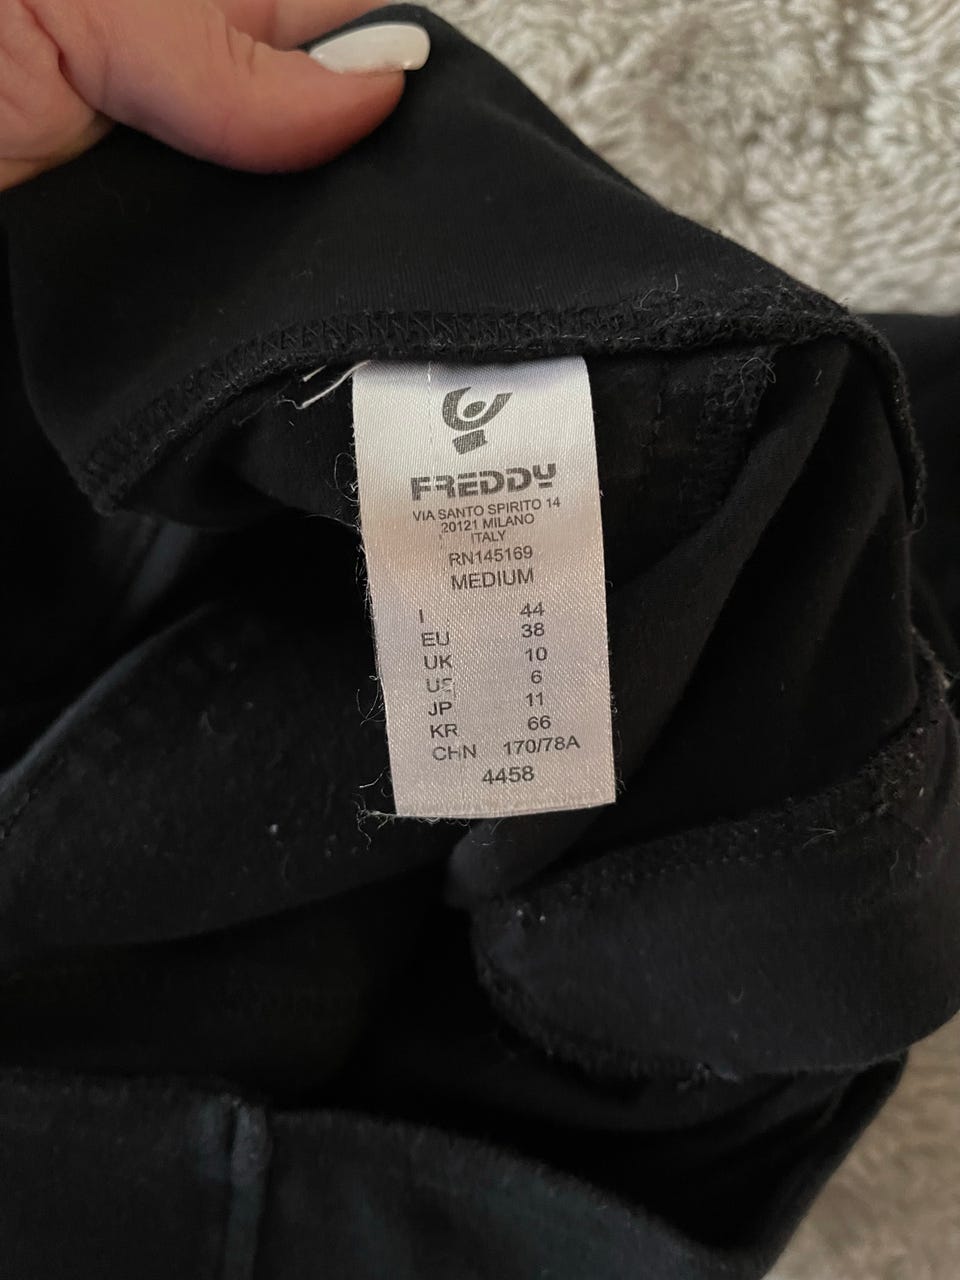 FREDDY
VIA SANTO SPIRITO 14
20121 MILANO
ITALY
RN145169
MEDIUM
I 44
EU 38
UK 10
US 6
JP 11
KR 66
CHN 170/78A
4458